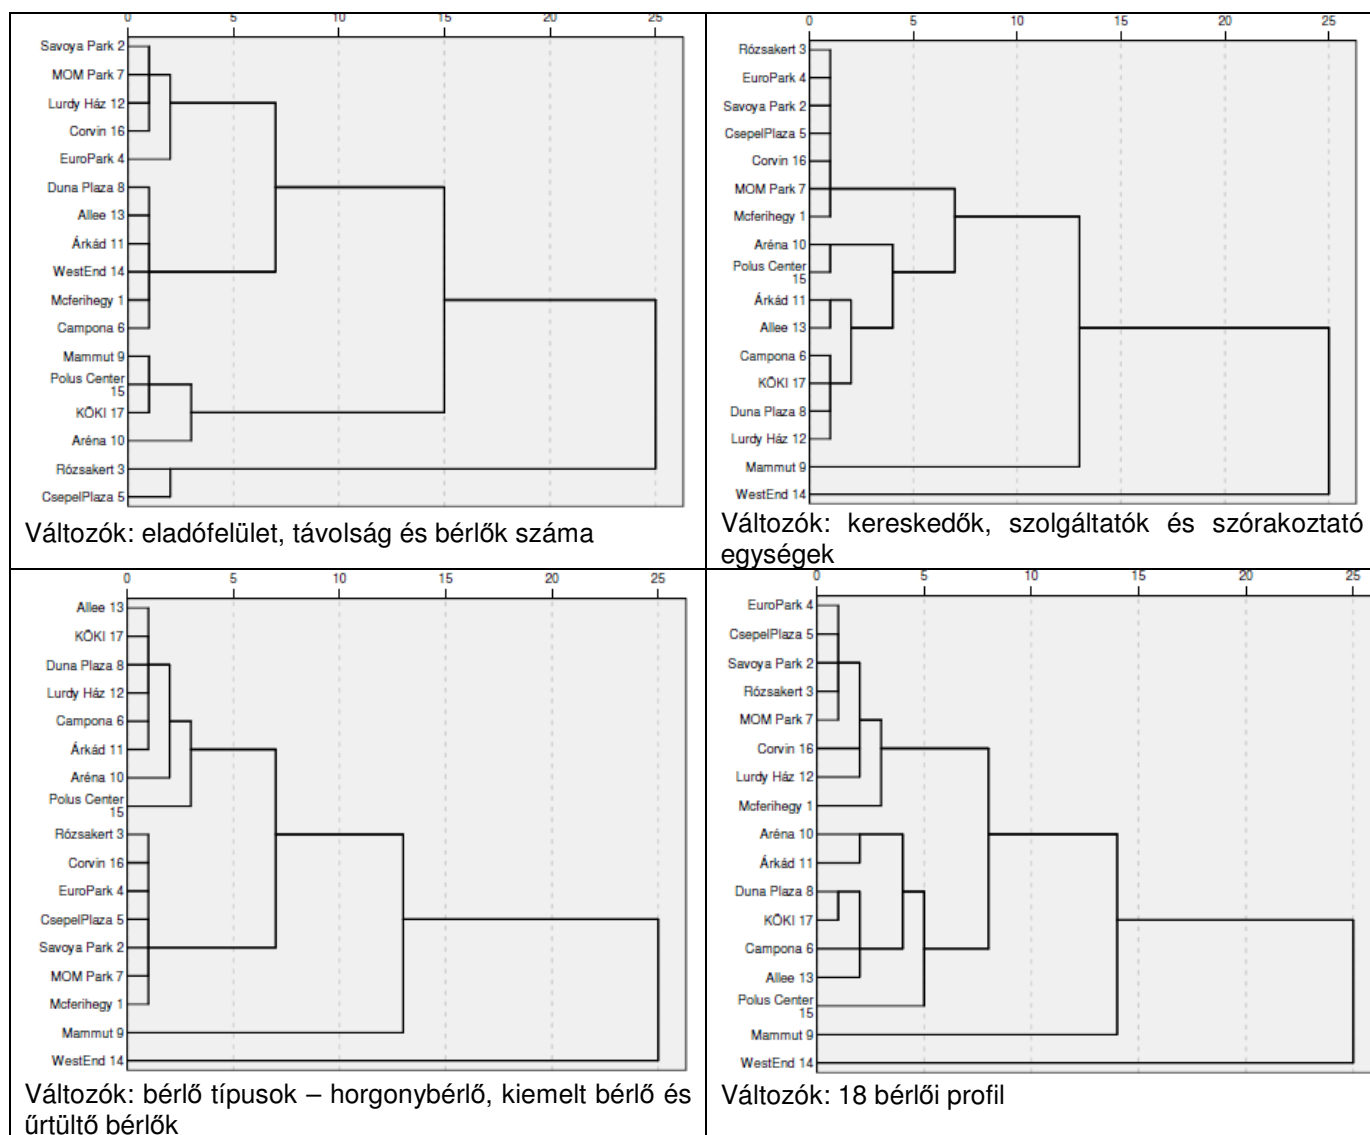 0 5 10 15 20 25
Savoya Park 2
MOM Park 7
Lurdy Ház 12
Corvin 16
EuroPark 4
Duna Plaza 8
Allee 13
Árkád 11
WestEnd 14
Mcferihegy 1
Campona 6
Mammut 9
Polus Center
15
KÖKI 17
Aréna 10
Rózsakert 3
CsepelPlaza 5
Változók: eladófelület, távolság és bérlők száma
0 5 10 15 20 25
Rózsakert 3
EuroPark 4
Savoya Park 2
CsepelPlaza 5
Corvin 16
MOM Park 7
Mcferihegy 1
Aréna 10
Polus Center
15
Árkád 11
Allee 13
Campona 6
KÖKI 17
Duna Plaza 8
Lurdy Ház 12
Mammut 9
WestEnd 14
Változók: kereskedők, szolgáltatók és szórakoztató
egységek
0 5 10 15 20 25
Allee 13
KÖKI 17
Duna Plaza 8
Lurdy Ház 12
Campona 6
Árkád 11
Aréna 10
Polus Center
15
Rózsakert 3
Corvin 16
EuroPark 4
CsepelPlaza 5
Savoya Park 2
MOM Park 7
Mcferihegy 1
Mammut 9
WestEnd 14
Változók: bérlő típusok – horgonybérlő, kiemelt bérlő és
űrtültő bérlők
0 5 10 15 20 25
EuroPark 4
CsepelPlaza 5
Savoya Park 2
Rózsakert 3
MOM Park 7
Corvin 16
Lurdy Ház 12
Mcferihegy 1
Aréna 10
Árkád 11
Duna Plaza 8
KÖKI 17
Campona 6
Allee 13
Polus Center
15
Mammut 9
WestEnd 14
Változók: 18 bérlői profil